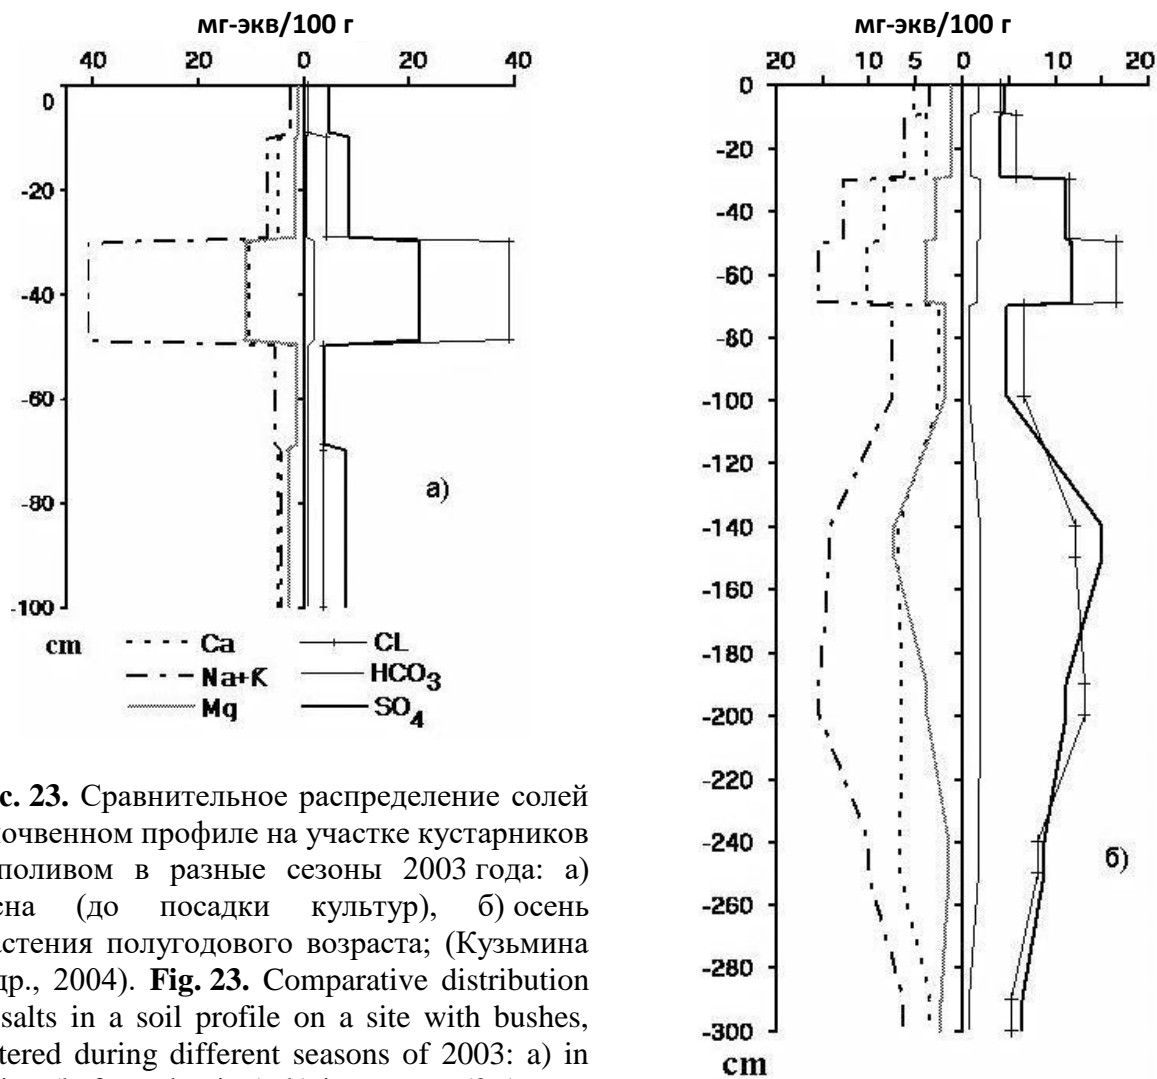 мг-экв/100 г
40 20 0 20 40
0
-20
-40
-60
-80
-100
а)
cm
Ca
Na+K
Mq
CL
HCO3
SO4
мг-экв/100 г
20 10 5 0 10 20
0
-20
-40
-60
-80
-100
-120
-140
-160
-180
-200
-220
-240
-260
-280
-300
б)
cm
с. 23. Сравнительное распределение солей
почвенном профиле на участке кустарников
поливом в разные сезоны 2003 года: а)
сна (до посадки культур), б) осень
астения полугодового возраста; (Кузьмина
др., 2004). Fig. 23. Comparative distribution
salts in a soil profile on a site with bushes,
tered during different seasons of 2003: a) in